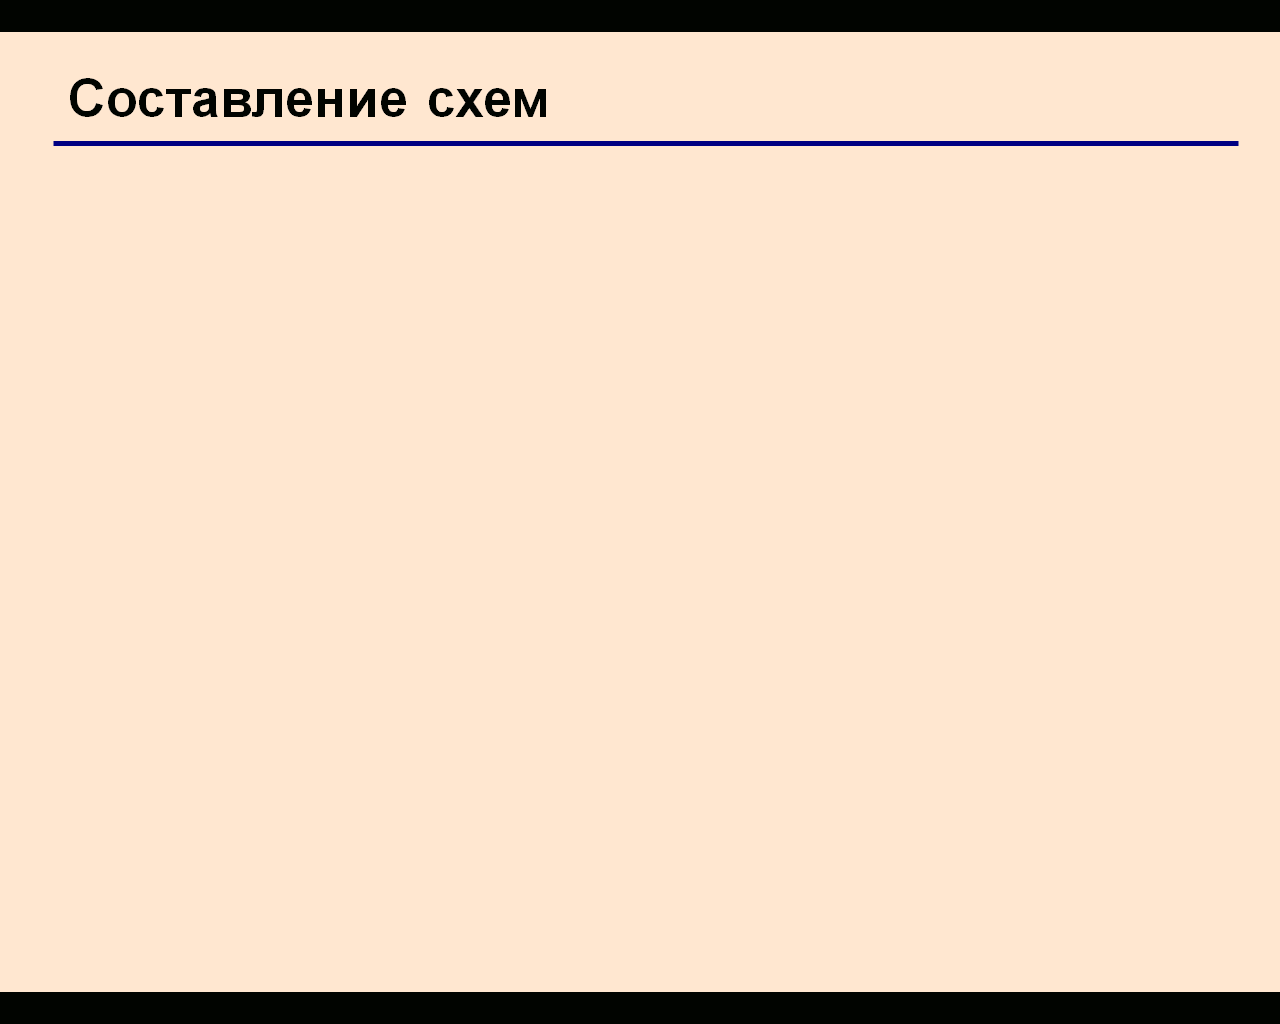 Составление схем